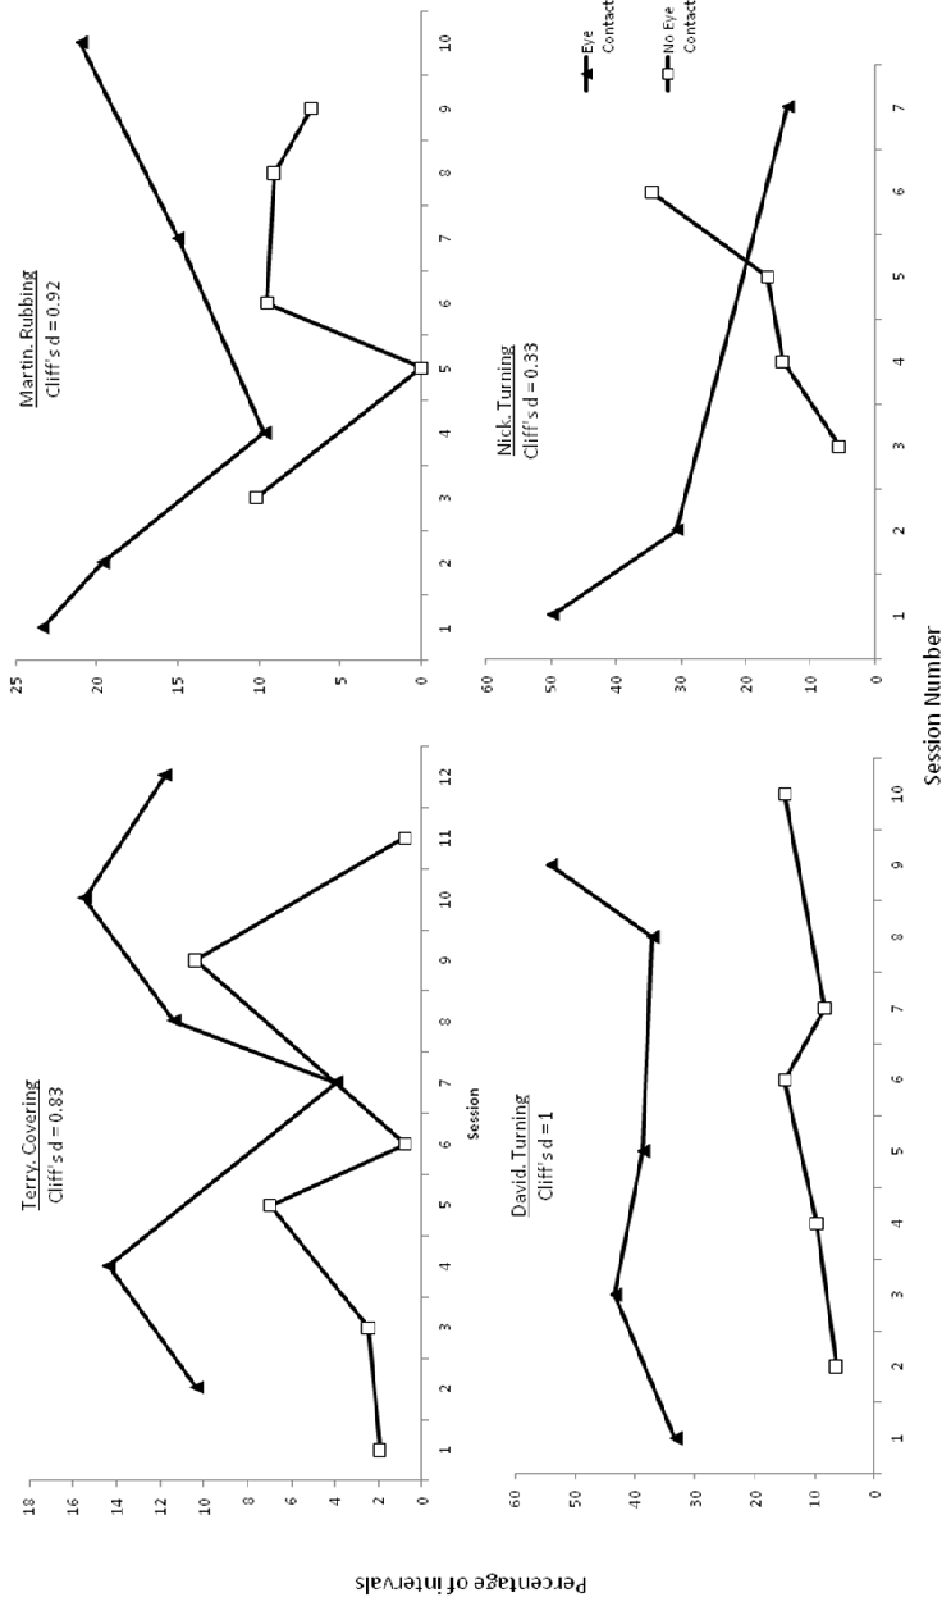 Percentage of intervals
Terry. Covering
Cliff's d = 0.83
18
16
14
12
10
8
6
4
2
0
1 2 3 4 5 6 7 8 9 10 11 12
Session
Martin. Rubbing
Cliff's d = 0.92
25
20
15
10
5
0
1 2 3 4 5 6 7 8 9 10
David. Turning
Cliff's d = 1
60
50
40
30
20
10
0
1 2 3 4 5 6 7 8 9 10
Nick. Turning
Cliff's d = 0.33
60
50
40
30
20
10
0
1 2 3 4 5 6 7
Eye
Contact
No Eye
Contact
Session Number